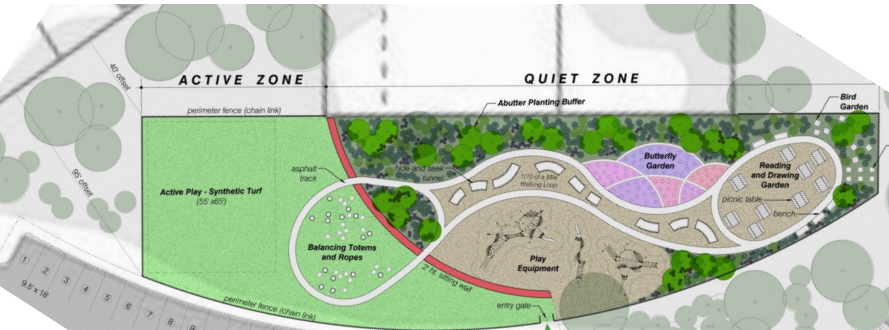 ACTIVE ZONE
QUIET ZONE
40' offset
95' offset
perimeter fence (chain link)
Abutter Planting Buffer
Bird
Garden
asphalt
track
hide and seek
tunnel
1/10 of a Mile
Walking Loop
Butterfly
Garden
Reading
and Drawing
Garden
picnic table
bench
Active Play - Synthetic Turf
(55' x65')
Balancing Totems
and Ropes
Play
Equipment
2' ht. sitting wall
entry gate
perimeter fence (chain link)
1
2
3
4
5
6
7
8
9
9.5 x 18